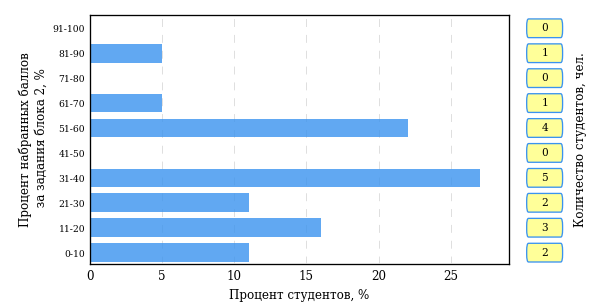 Процент набранных баллов
за задания блока 2, %
91-100 0
81-90 1
71-80 0
61-70 1
51-60 4
41-50 0
31-40 5
21-30 2
11-20 3
0-10 2
0 5 10 15 20 25
Процент студентов, %
Количество студентов, чел.